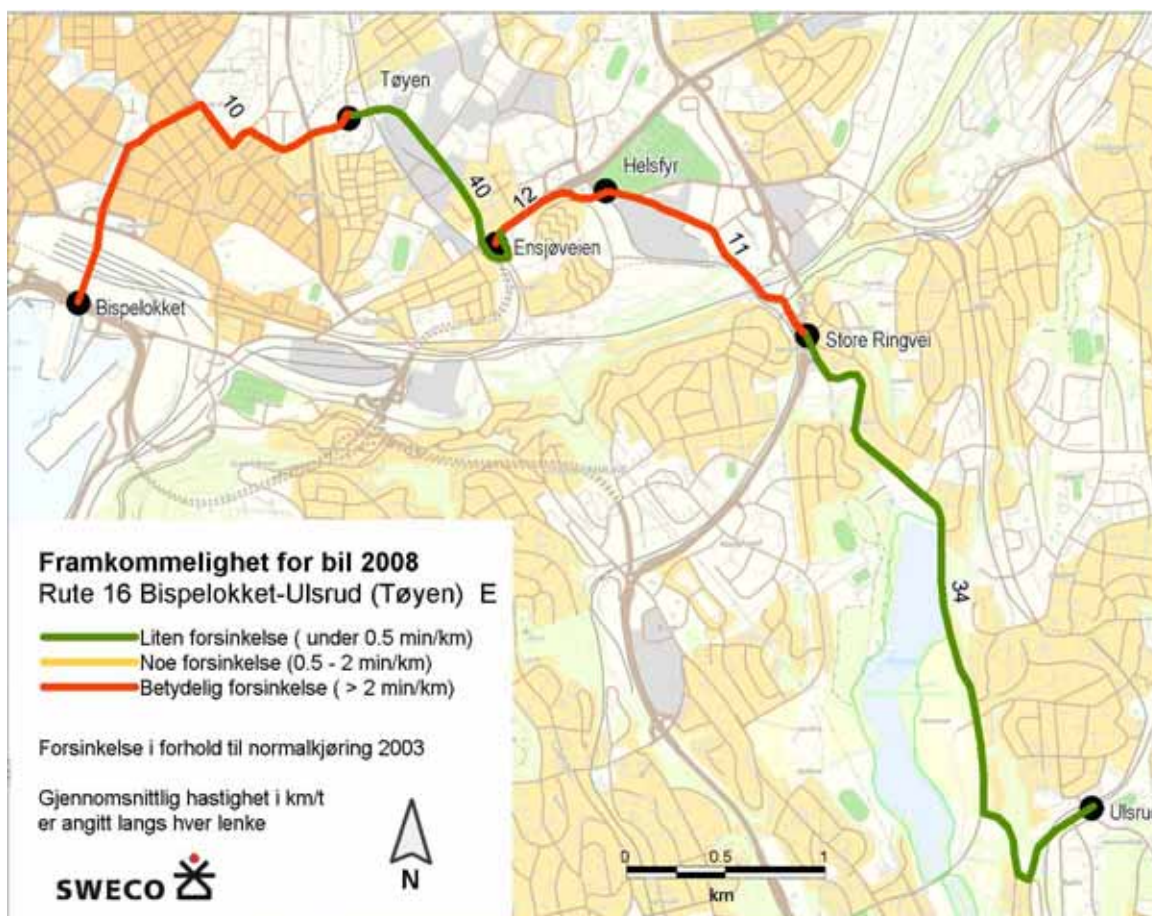 Tøyen
10
Helsfyr
40
12
Ensjøveien
11
Bispelokket
Store Ringvei
34
Ulsrud
Framkommelighet for bil 2008
Rute 16 Bispelokket-Ulsrud (Tøyen) E
Liten forsinkelse ( under 0.5 min/km)
Noe forsinkelse (0.5 - 2 min/km)
Betydelig forsinkelse ( > 2 min/km)
Forsinkelse i forhold til normalkjøring 2003
Gjennomsnittlig hastighet i km/t
er angitt langs hver lenke
SWECO
N
0 0.5 1
km